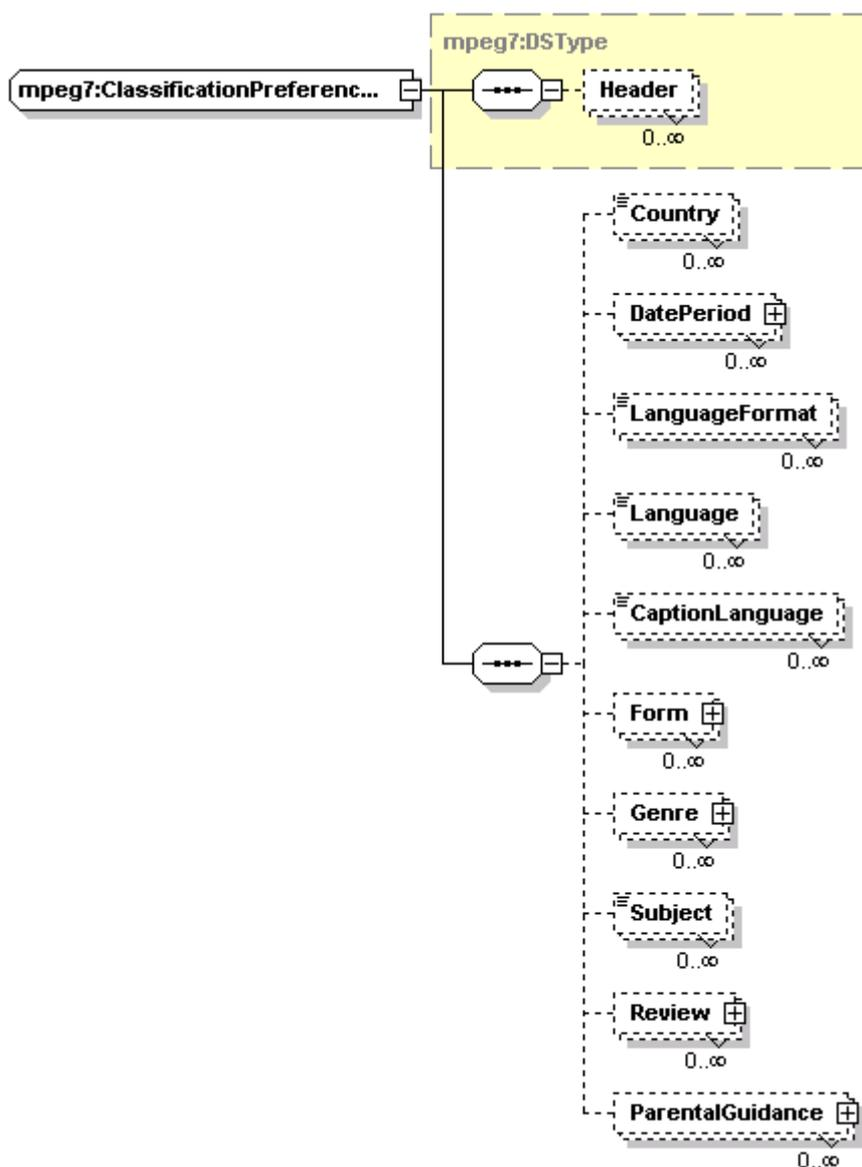 mpeg7:DSType
mpeg7:ClassificationPreferenc...
Header
0..∞
Country
0..∞
DatePeriod
0..∞
LanguageFormat
0..∞
Language
0..∞
CaptionLanguage
0..∞
Form
0..∞
Genre
0..∞
Subject
0..∞
Review
0..∞
ParentalGuidance
0..∞